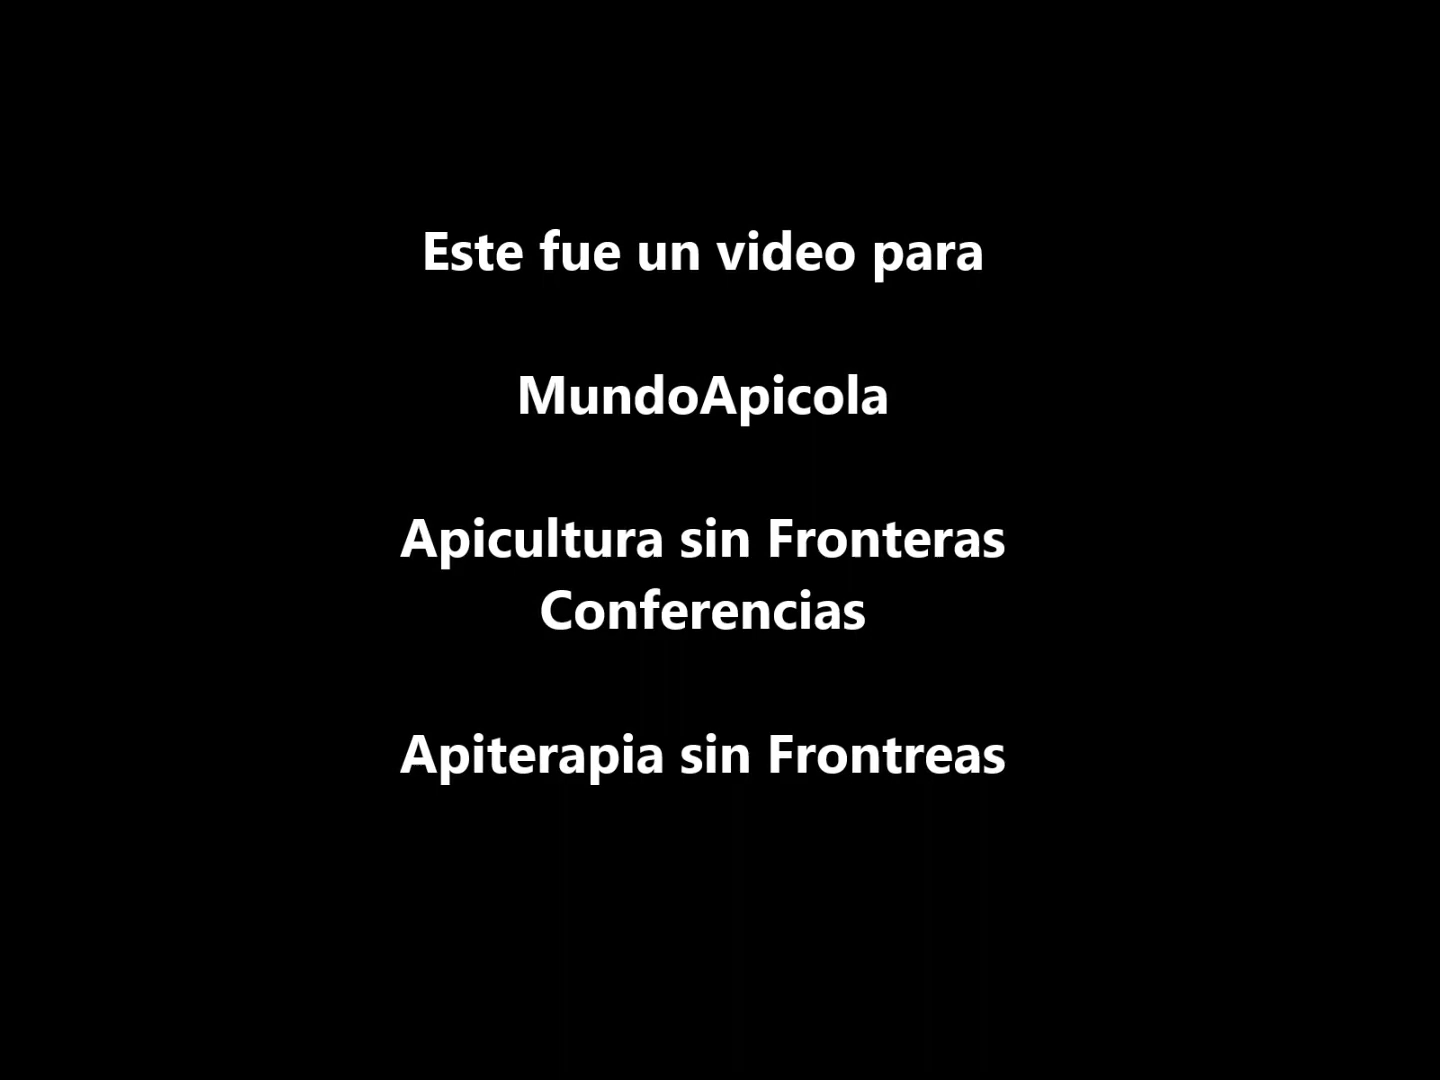 Este fue un video para
MundoApicola
Apicultura sin Fronteras
Conferencias
Apiterapia sin Frontreas